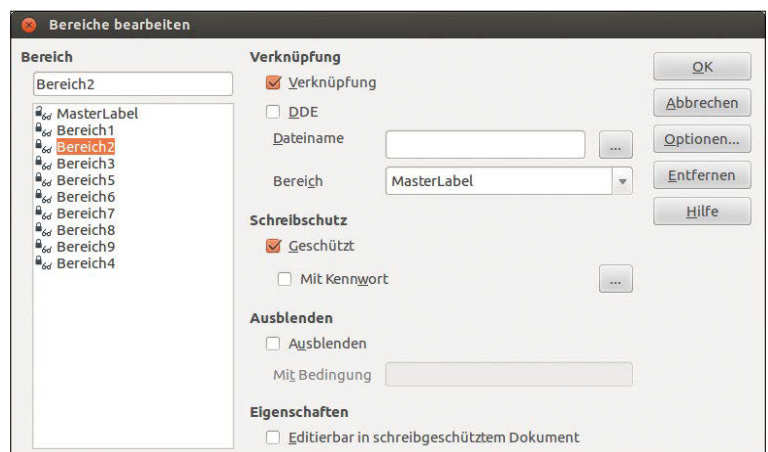 Bereiche bearbeiten
Bereich
Bereich2
MasterLabel
Bereich1
Bereich2
Bereich3
Bereich5
Bereich6
Bereich7
Bereich8
Bereich9
Bereich4
Verknüpfung
Verknüpfung
DDE
Dateiname
...
Bereich
MasterLabel
Schreibschutz
Geschützt
Mit Kennwort
...
Ausblenden
Ausblenden
Mit Bedingung
Eigenschaften
Editierbar in schreibgeschütztem Dokument
OK
Abbrechen
Optionen...
Entfernen
Hilfe